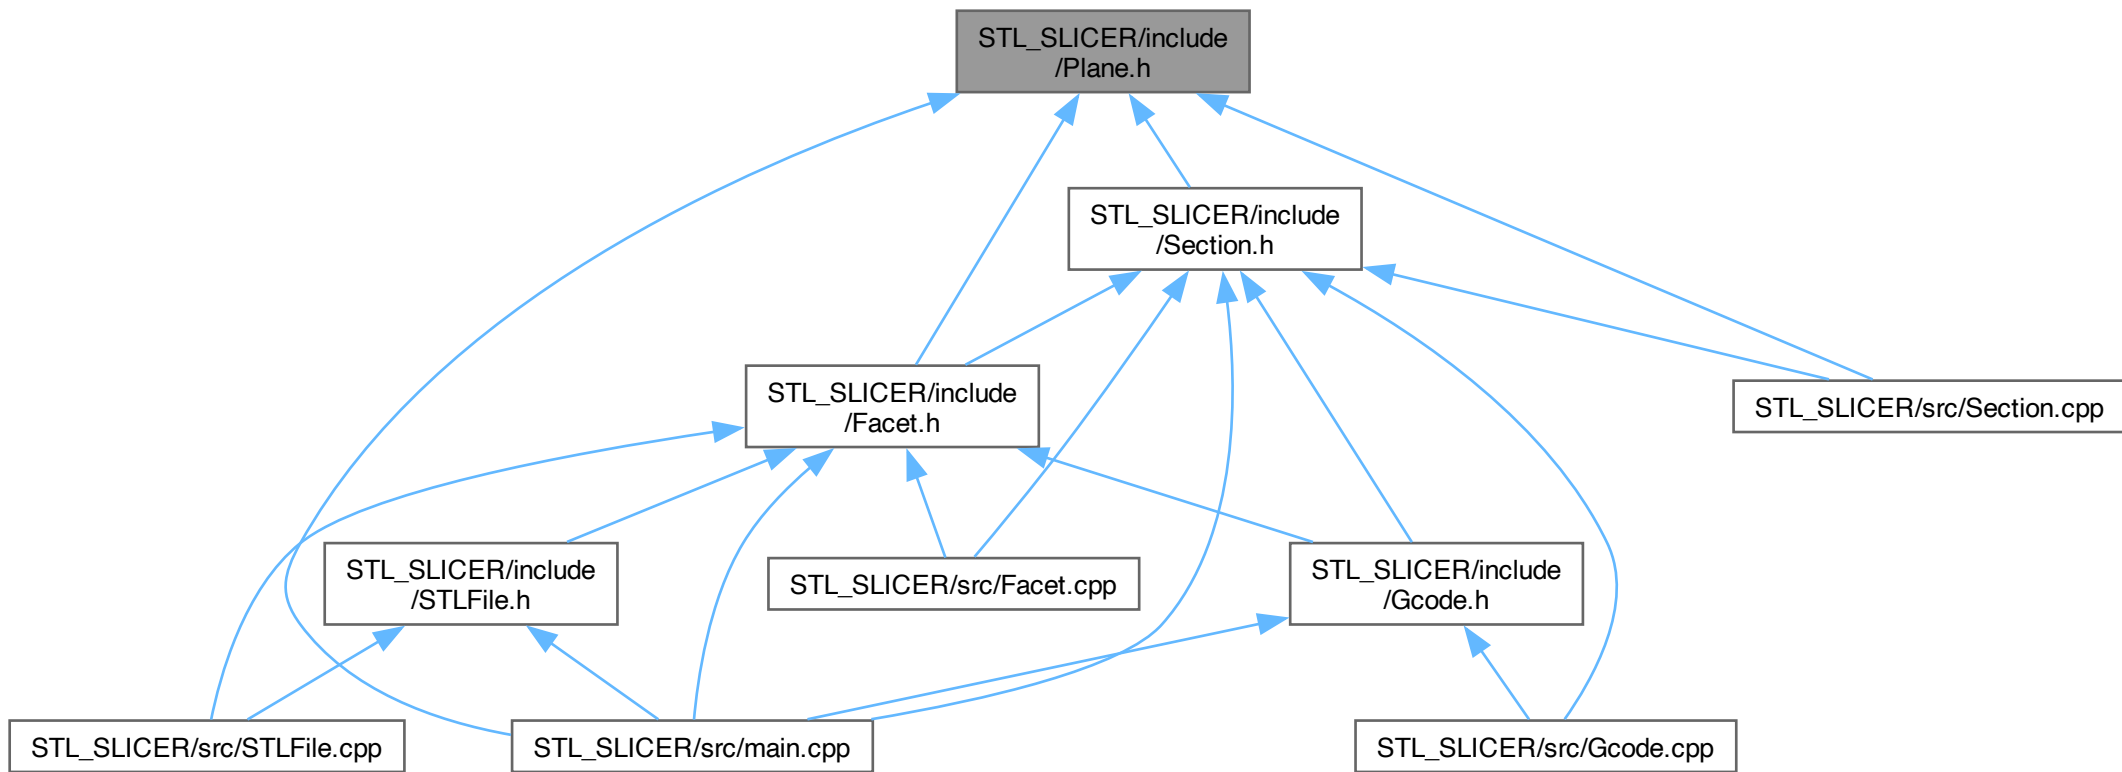 STL_SLICER/include
/Plane.h
STL_SLICER/include
/Section.h
STL_SLICER/include
/Facet.h
STL_SLICER/src/Section.cpp
STL_SLICER/include
/STLFile.h
STL_SLICER/src/Facet.cpp
STL_SLICER/include
/Gcode.h
STL_SLICER/src/STLFile.cpp
STL_SLICER/src/main.cpp
STL_SLICER/src/Gcode.cpp